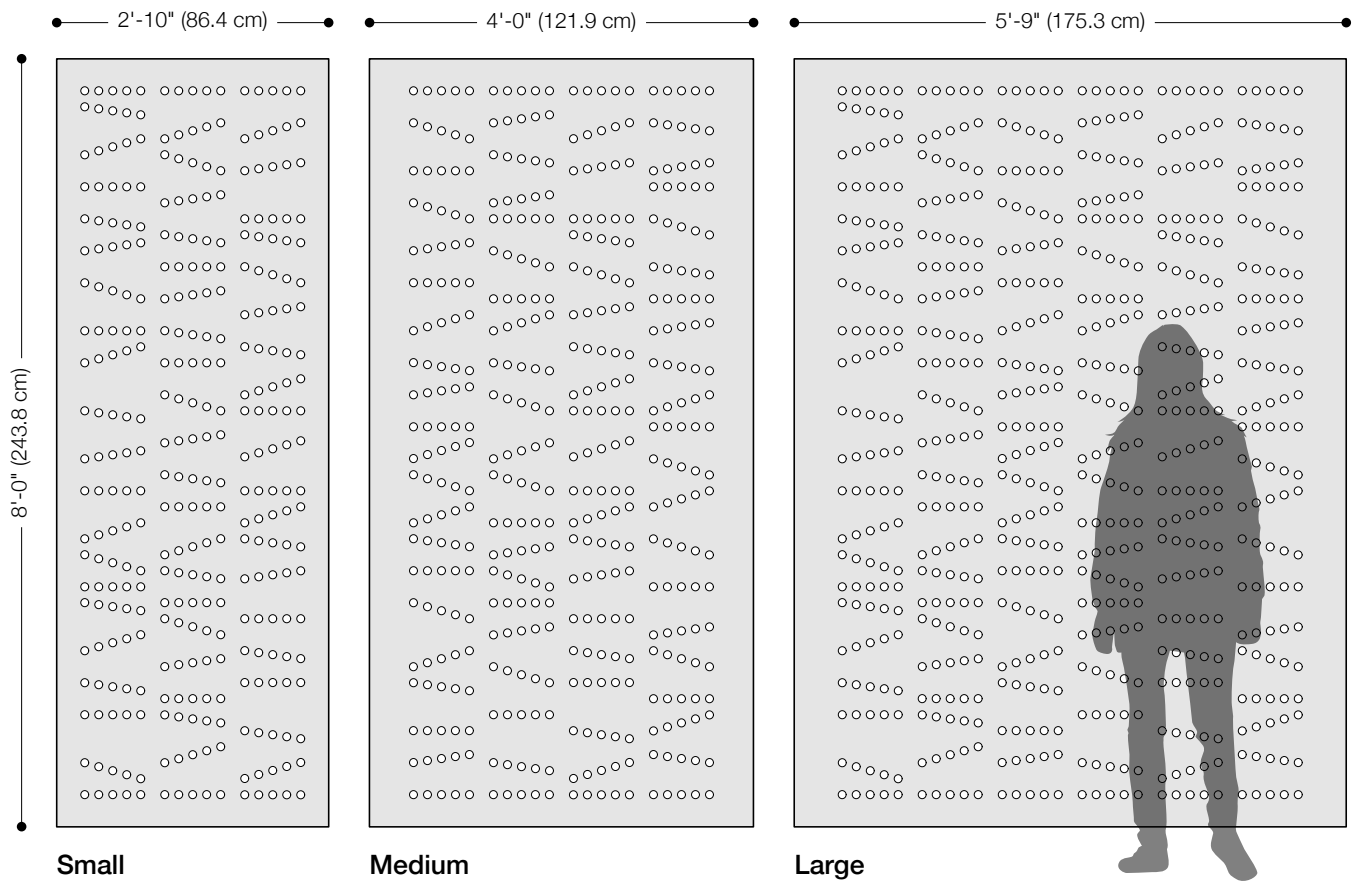 2'-10" (86.4 cm)
4'-0" (121.9 cm)
5'-9" (175.3 cm)
8'-0" (243.8 cm)
Small
Medium
Large